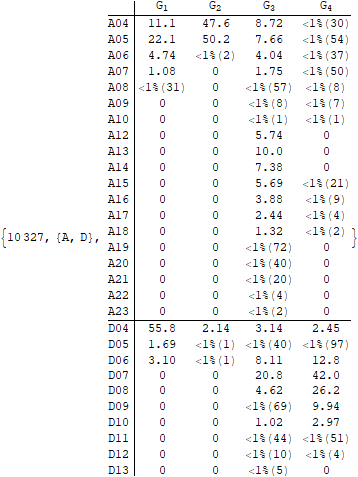 G₁ G₂ G₃ G₄
A04 11.1 47.6 8.72 <1%(30)
A05 22.1 50.2 7.66 <1%(54)
A06 4.74 <1%(2) 4.04 <1%(37)
A07 1.08 0 1.75 <1%(50)
A08 <1%(31) 0 <1%(57) <1%(8)
A09 0 0 <1%(8) <1%(7)
A10 0 0 <1%(1) <1%(1)
A12 0 0 5.74 0
A13 0 0 10.0 0
A14 0 0 7.38 0
A15 0 0 5.69 <1%(21)
A16 0 0 3.88 <1%(9)
A17 0 0 2.44 <1%(4)
A18 0 0 1.32 <1%(2)
{10327, {A, D}, }
A19 0 0 <1%(72) 0
A20 0 0 <1%(40) 0
A21 0 0 <1%(20) 0
A22 0 0 <1%(4) 0
A23 0 0 <1%(2) 0
D04 55.8 2.14 3.14 2.45
D05 1.69 <1%(1) <1%(40) <1%(97)
D06 3.10 <1%(1) 8.11 12.8
D07 0 0 20.8 42.0
D08 0 0 4.62 26.2
D09 0 0 <1%(69) 9.94
D10 0 0 1.02 2.97
D11 0 0 <1%(44) <1%(51)
D12 0 0 <1%(10) <1%(4)
D13 0 0 <1%(5) 0